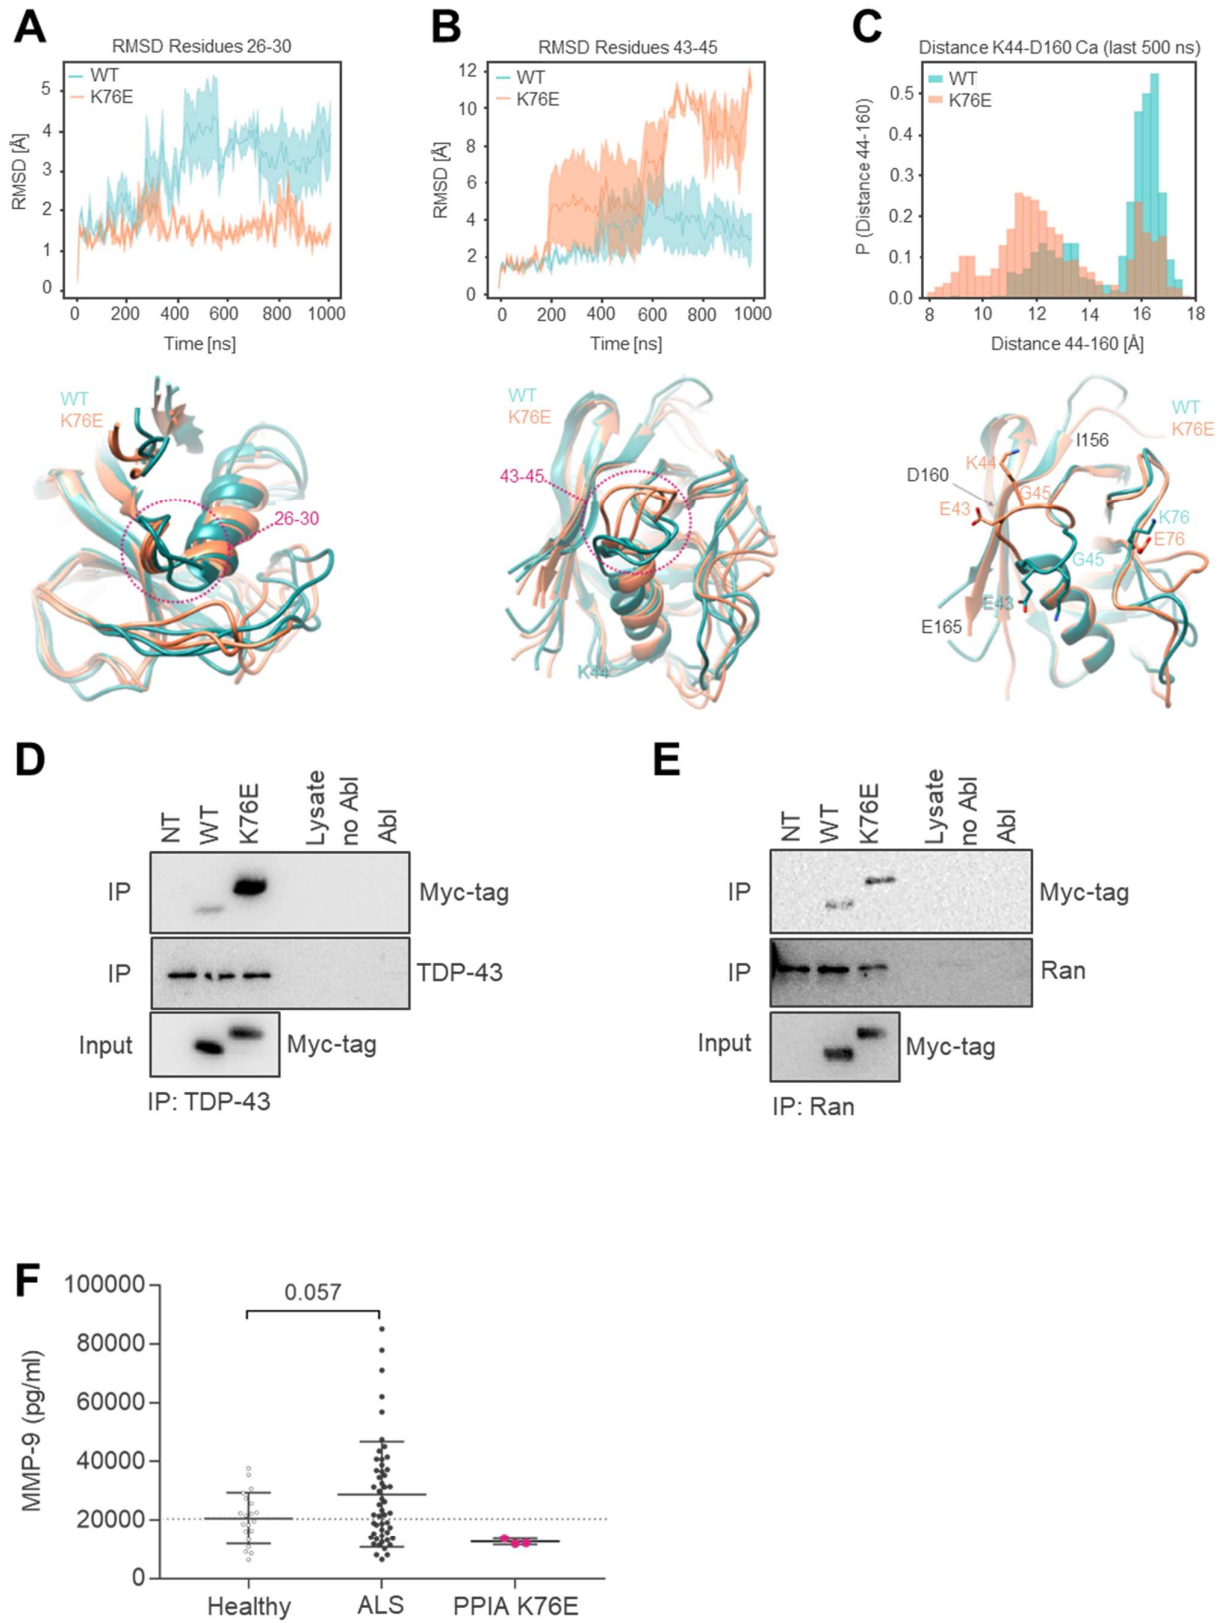 A
RMSD Residues 26-30
WT
K76E
RMSD [Å]
5
4
3
2
1
0
0 200 400 600 800 1000
Time [ns]
WT
K76E
26-30
B
RMSD Residues 43-45
WT
K76E
RMSD [Å]
12
10
8
6
4
2
0
0 200 400 600 800 1000
Time [ns]
WT
K76E
43-45
K44
C
Distance K44-D160 Ca (last 500 ns)
WT
K76E
P (Distance 44-160)
0.5
0.4
0.3
0.2
0.1
0.0
8 10 12 14 16 18
Distance 44-160 [Å]
WT
K76E
I156
K44
D160
G45
E43
K76
E76
G45
E43
E165
D
NT WT K76E Lysate no Abl Abl
IP Myc-tag
IP TDP-43
Input Myc-tag
IP: TDP-43
E
NT WT K76E Lysate no Abl Abl
IP Myc-tag
IP Ran
Input Myc-tag
IP: Ran
F
MMP-9 (pg/ml)
100000
80000
60000
40000
20000
0
0.057
Healthy ALS PPIA K76E